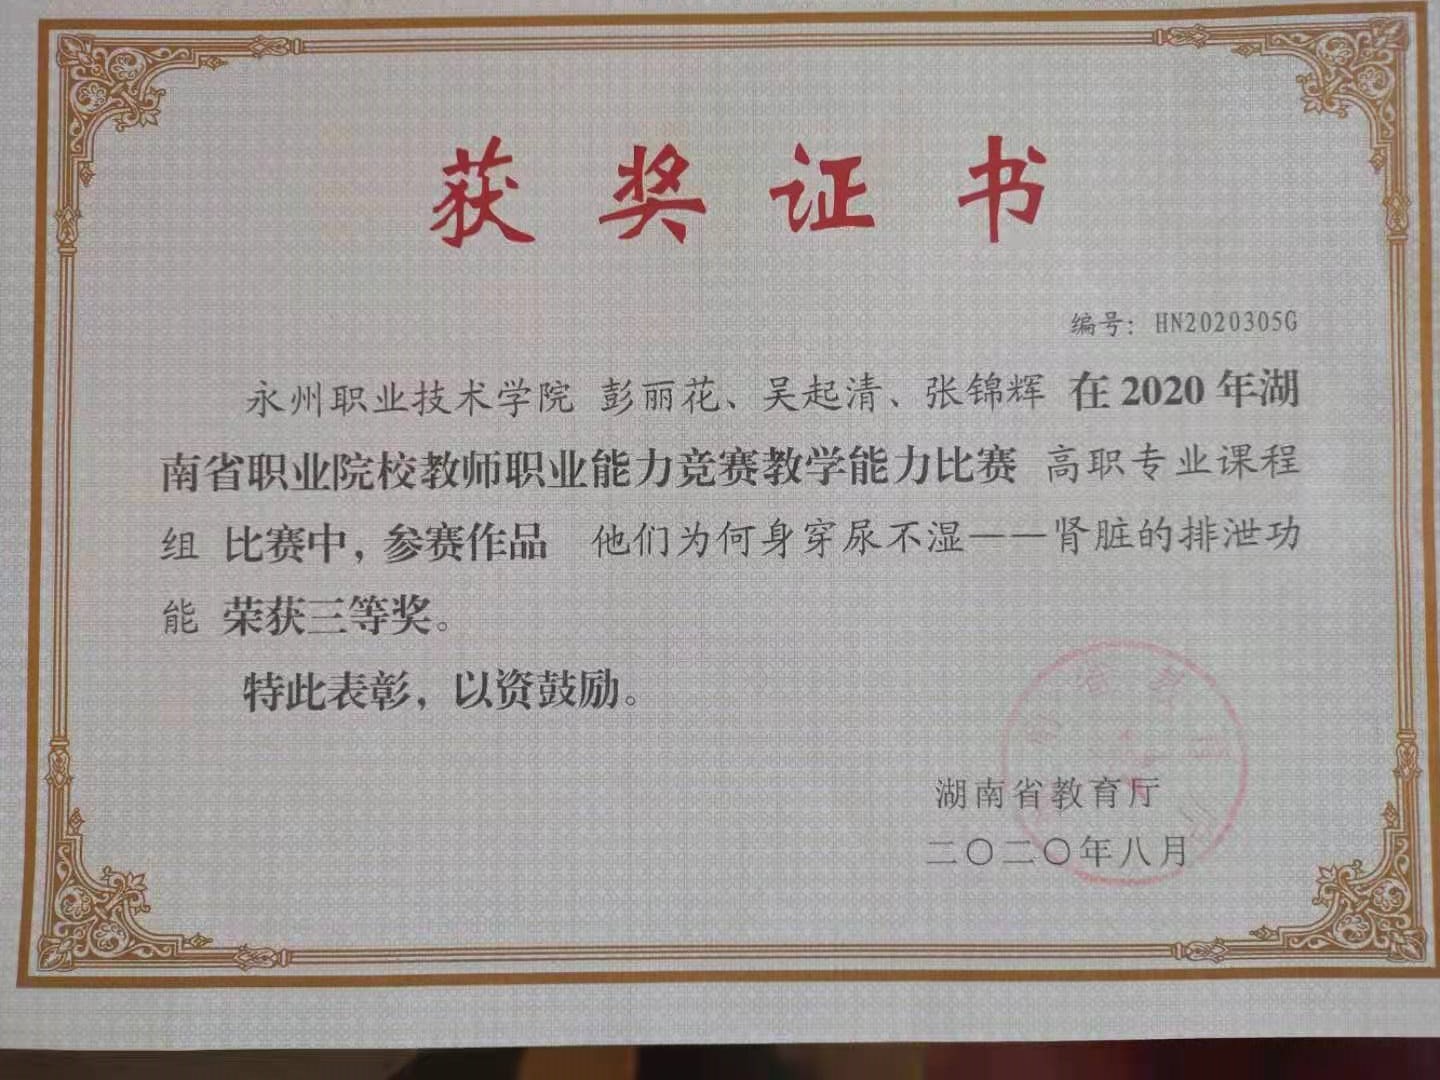 获奖证书
编号：HN2020305G
永州职业技术学院 彭丽花、吴起清、张锦辉 在2020年湖
南省职业院校教师职业能力竞赛教学能力比赛 高职专业课程
组 比赛中，参赛作品 他们为何身穿尿不湿——肾脏的排泄功
能 荣获三等奖。
特此表彰，以资鼓励。
湖南省教育厅
二〇二〇年八月